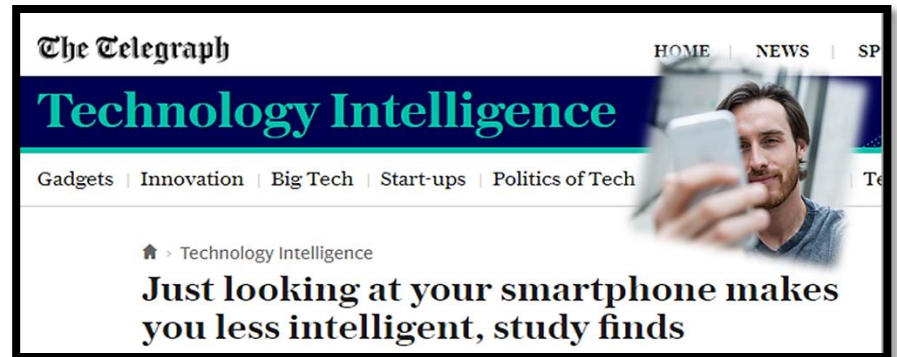 The Telegraph
HOME | NEWS | SP
Technology Intelligence
Gadgets | Innovation | Big Tech | Start-ups | Politics of Tech | Te
> Technology Intelligence
Just looking at your smartphone makes
you less intelligent, study finds